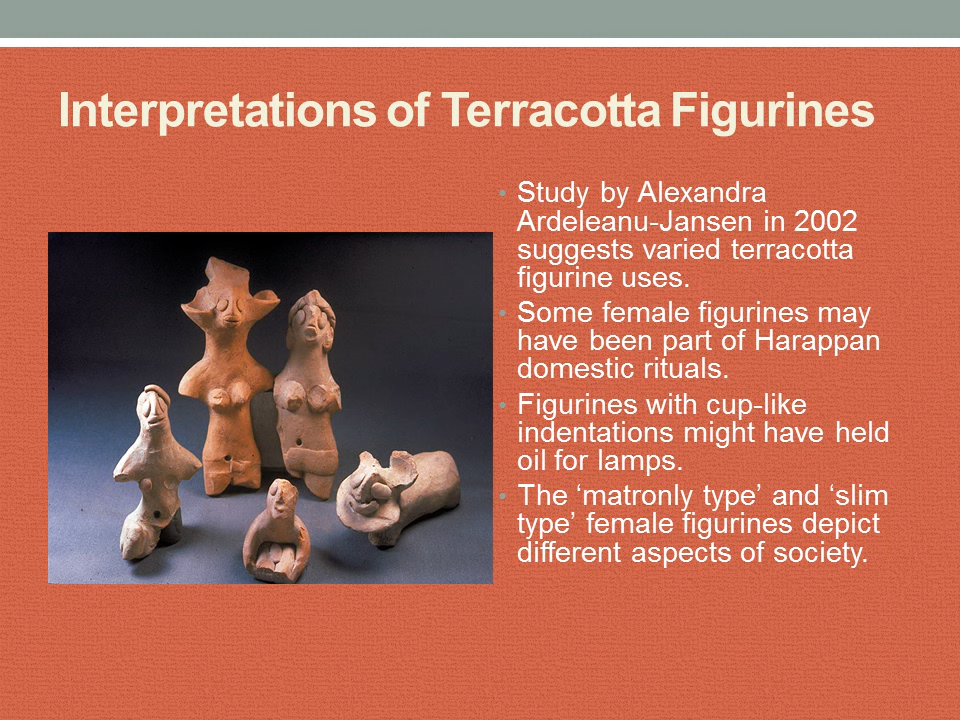 Interpretations of Terracotta Figurines
• Study by Alexandra
Ardeleanu-Jansen in 2002
suggests varied terracotta
figurine uses.
• Some female figurines may
have been part of Harappan
domestic rituals.
• Figurines with cup-like
indentations might have held
oil for lamps.
• The ‘matronly type’ and ‘slim
type’ female figurines depict
different aspects of society.